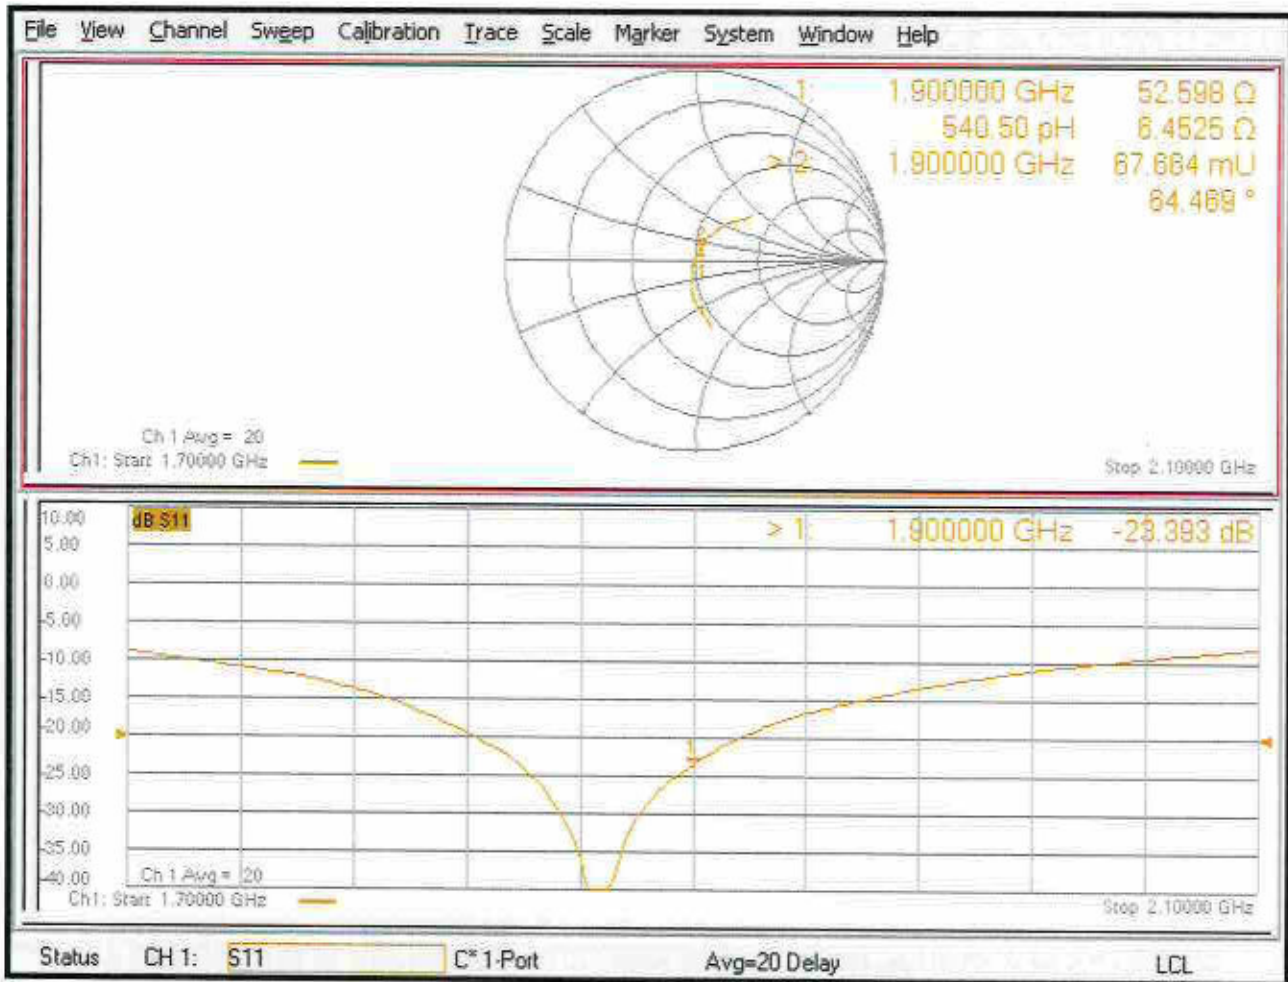 File View Channel Sweep Calibration Trace Scale Marker System Window Help
1: 1.900000 GHz 52.598 Ω
540.50 pH 6.4525 Ω
> 2: 1.900000 GHz 67.664 mU
64.469 °
Ch 1 Avg = 20
Ch1: Start 1.70000 GHz
Stop 2.10000 GHz
10.00
dB S11
> 1: 1.900000 GHz -23.393 dB
5.00
0.00
-5.00
-10.00
-15.00
-20.00
1
-25.00
-30.00
-35.00
-40.00
Ch 1 Avg = 20
Ch1: Start 1.70000 GHz
Stop 2.10000 GHz
Status CH 1: S11 C* 1-Port Avg=20 Delay LCL